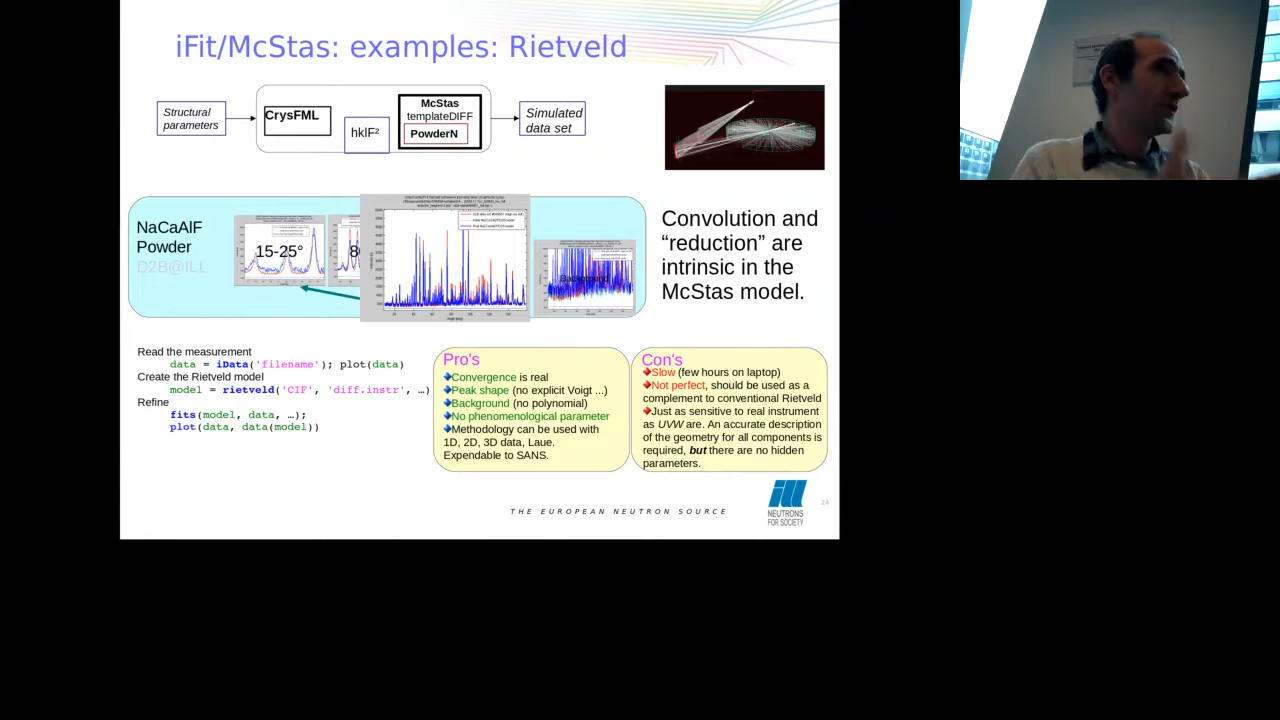 iFit/McStas: examples: Rietveld
Structural
parameters
CrysFML
hklF²
McStas
templateDIFF
PowderN
Simulated
data set
NaCaAlF
Powder
D2B@ILL
15-25°
8
Background
Convolution and
“reduction” are
intrinsic in the
McStas model.
Read the measurement
data = iData('filename'); plot(data)
Create the Rietveld model
model = rietveld('CIF', 'diff.instr', …)
Refine
fits(model, data, …);
plot(data, data(model))
Pro's
Convergence is real
Peak shape (no explicit Voigt ...)
Background (no polynomial)
No phenomenological parameter
Methodology can be used with
1D, 2D, 3D data, Laue.
Expendable to SANS.
Con's
Slow (few hours on laptop)
Not perfect, should be used as a
complement to conventional Rietveld
Just as sensitive to real instrument
as UVW are. An accurate description
of the geometry for all components is
required, but there are no hidden
parameters.
THE EUROPEAN NEUTRON SOURCE
NEUTRONS
FOR SOCIETY
24